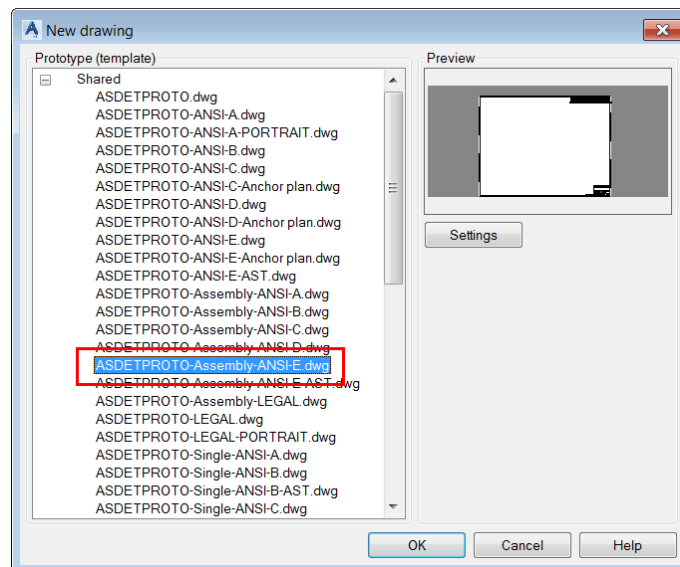 New drawing
Prototype (template)
Preview
Shared
ASDETPROTO.dwg
ASDETPROTO-ANSI-A.dwg
ASDETPROTO-ANSI-A-PORTRAIT.dwg
ASDETPROTO-ANSI-B.dwg
ASDETPROTO-ANSI-C.dwg
ASDETPROTO-ANSI-C-Anchor plan.dwg
ASDETPROTO-ANSI-D.dwg
ASDETPROTO-ANSI-D-Anchor plan.dwg
ASDETPROTO-ANSI-E.dwg
ASDETPROTO-ANSI-E-Anchor plan.dwg
ASDETPROTO-ANSI-E-AST.dwg
ASDETPROTO-Assembly-ANSI-A.dwg
ASDETPROTO-Assembly-ANSI-B.dwg
ASDETPROTO-Assembly-ANSI-C.dwg
ASDETPROTO-Assembly-ANSI-D.dwg
ASDETPROTO-Assembly-ANSI-E.dwg
ASDETPROTO-Assembly-ANSI-E-AST.dwg
ASDETPROTO-Assembly-LEGAL.dwg
ASDETPROTO-LEGAL.dwg
ASDETPROTO-LEGAL-PORTRAIT.dwg
ASDETPROTO-Single-ANSI-A.dwg
ASDETPROTO-Single-ANSI-B.dwg
ASDETPROTO-Single-ANSI-B-AST.dwg
ASDETPROTO-Single-ANSI-C.dwg
Settings
OK
Cancel
Help